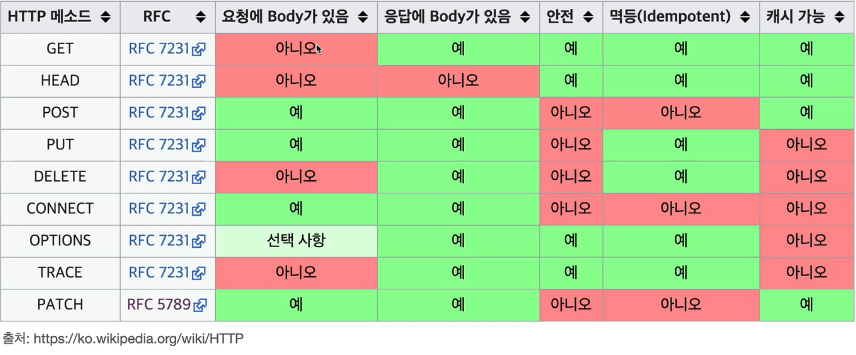 HTTP 메소드 RFC 요청에 Body가 있음 응답에 Body가 있음 안전 멱등(Idempotent) 캐시 가능
GET RFC 7231 아니오 예 예 예 예
HEAD RFC 7231 아니오 아니오 예 예 예
POST RFC 7231 예 예 아니오 아니오 예
PUT RFC 7231 예 예 아니오 예 아니오
DELETE RFC 7231 아니오 예 아니오 예 아니오
CONNECT RFC 7231 예 예 아니오 아니오 아니오
OPTIONS RFC 7231 선택 사항 예 예 예 아니오
TRACE RFC 7231 아니오 예 예 예 아니오
PATCH RFC 5789 예 예 아니오 아니오 예
출처: https://ko.wikipedia.org/wiki/HTTP